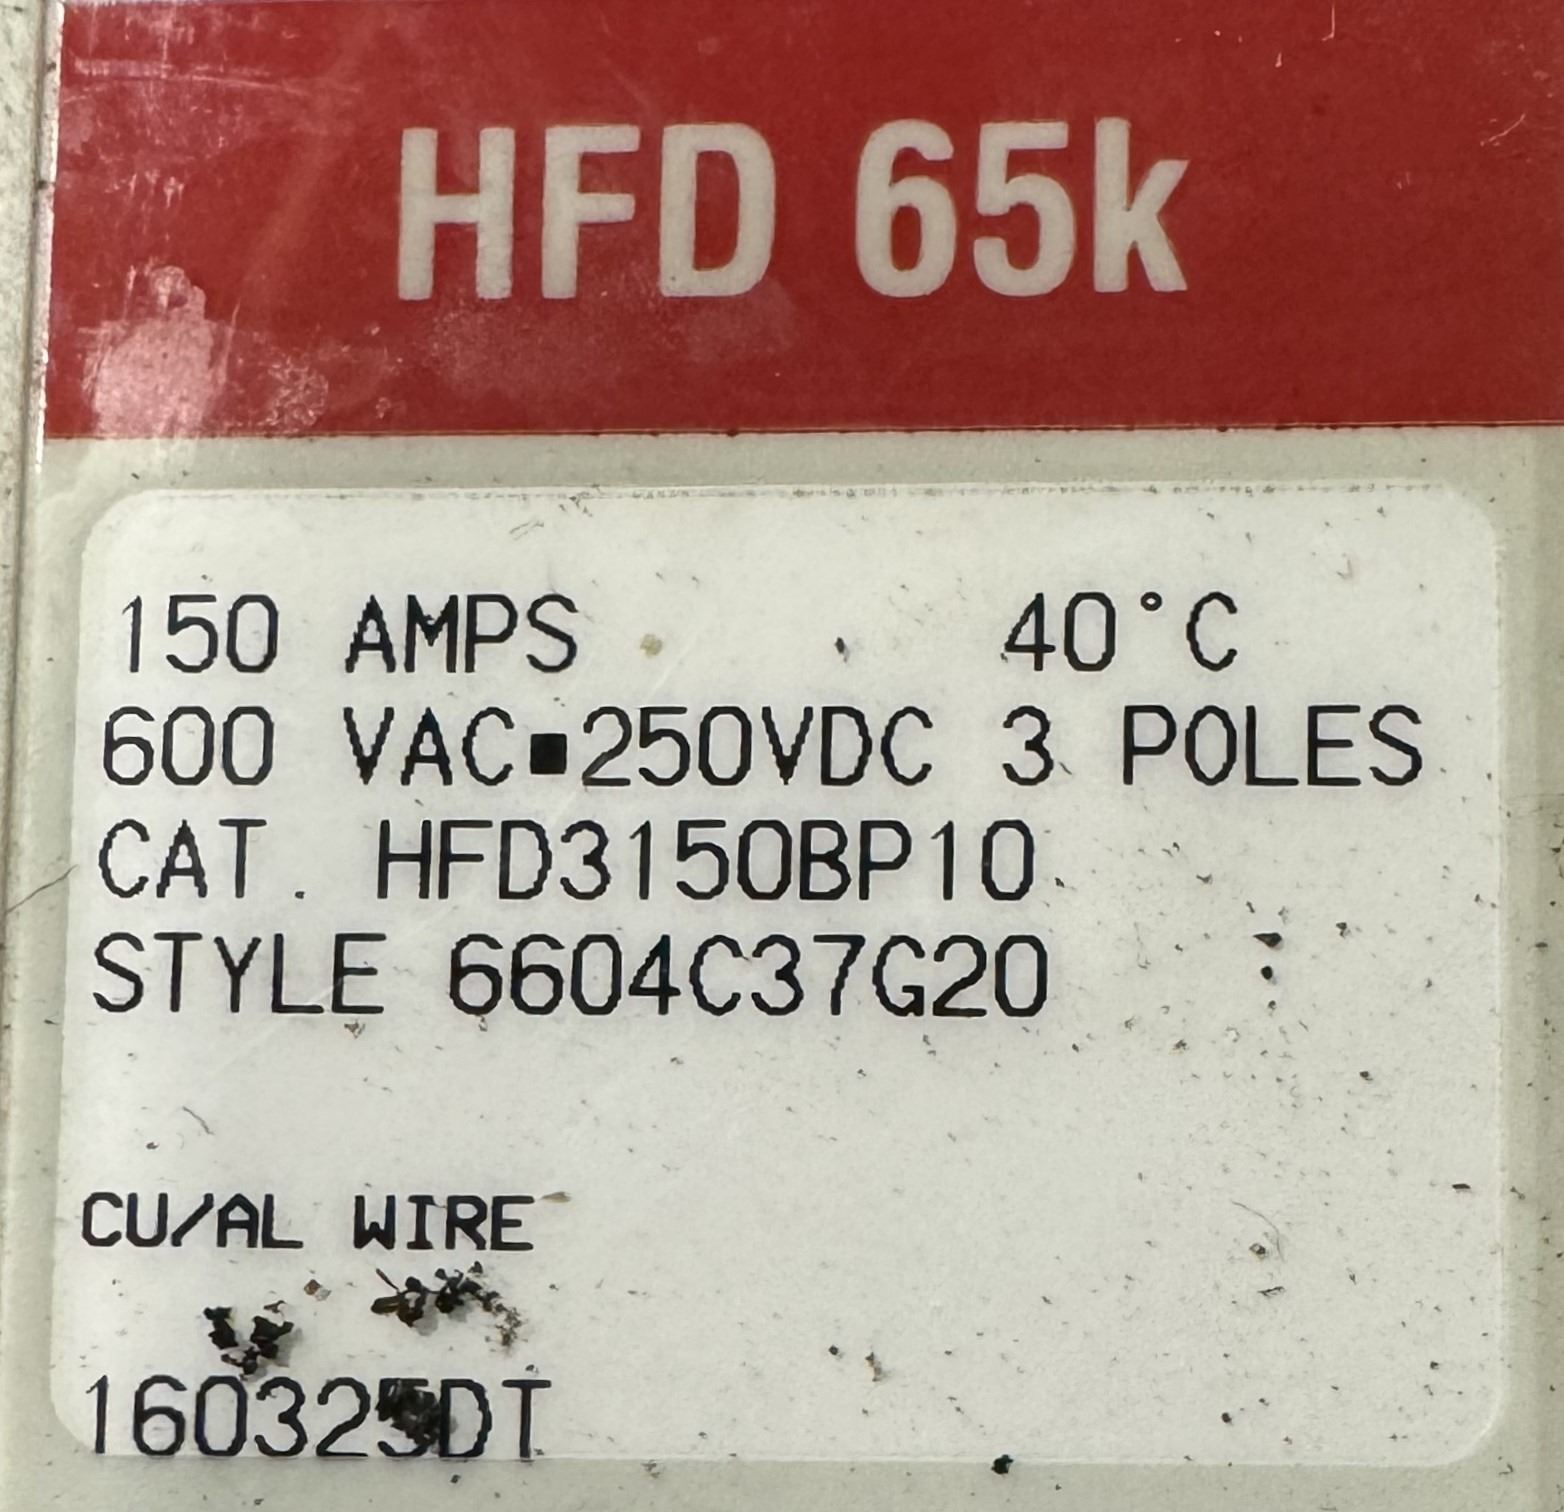 HFD 65k
150 AMPS 40°C
600 VAC▪250VDC 3 POLES
CAT. HFD3150BP10
STYLE 6604C37G20
CU/AL WIRE
160325DT